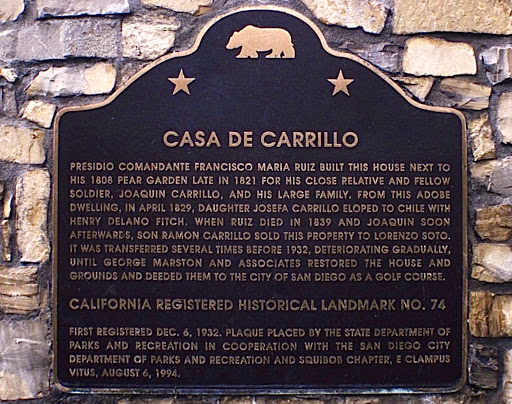 CASA DE CARRILLO
PRESIDIO COMANDANTE FRANCISCO MARIA RUIZ BUILT THIS HOUSE NEXT TO
HIS 1808 PEAR GARDEN LATE IN 1821 FOR HIS CLOSE RELATIVE AND FELLOW
SOLDIER, JOAQUIN CARRILLO, AND HIS LARGE FAMILY. FROM THIS ADOBE
DWELLING, IN APRIL 1829, DAUGHTER JOSEFA CARRILLO ELOPED TO CHILE WITH
HENRY DELANO FITCH. WHEN RUIZ DIED IN 1839 AND JOAQUIN SOON
AFTERWARDS, SON RAMON CARRILLO SOLD THIS PROPERTY TO LORENZO SOTO.
IT WAS TRANSFERRED SEVERAL TIMES BEFORE 1932, DETERIORATING GRADUALLY,
UNTIL GEORGE MARSTON AND ASSOCIATES RESTORED THE HOUSE AND
GROUNDS AND DEEDED THEM TO THE CITY OF SAN DIEGO AS A GOLF COURSE.
CALIFORNIA REGISTERED HISTORICAL LANDMARK NO. 74
FIRST REGISTERED DEC. 6, 1932. PLAQUE PLACED BY THE STATE DEPARTMENT OF
PARKS AND RECREATION IN COOPERATION WITH THE SAN DIEGO CITY
DEPARTMENT OF PARKS AND RECREATION AND SQUIBOB CHAPTER, E CLAMPUS
VITUS, AUGUST 6, 1994.